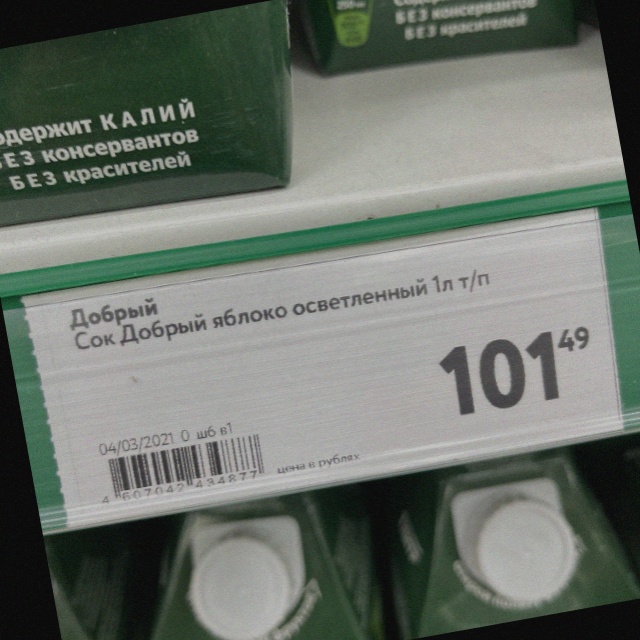 КАЛИЙ
БЕЗ консервантов
БЕЗ красителей
БЕЗ консервантов
БЕЗ красителей
Добрый
Сок Добрый яблоко осветленный 1л т/п
101 49
04/03/2021 0 шб в1
цена в рублях
4 607042 434877